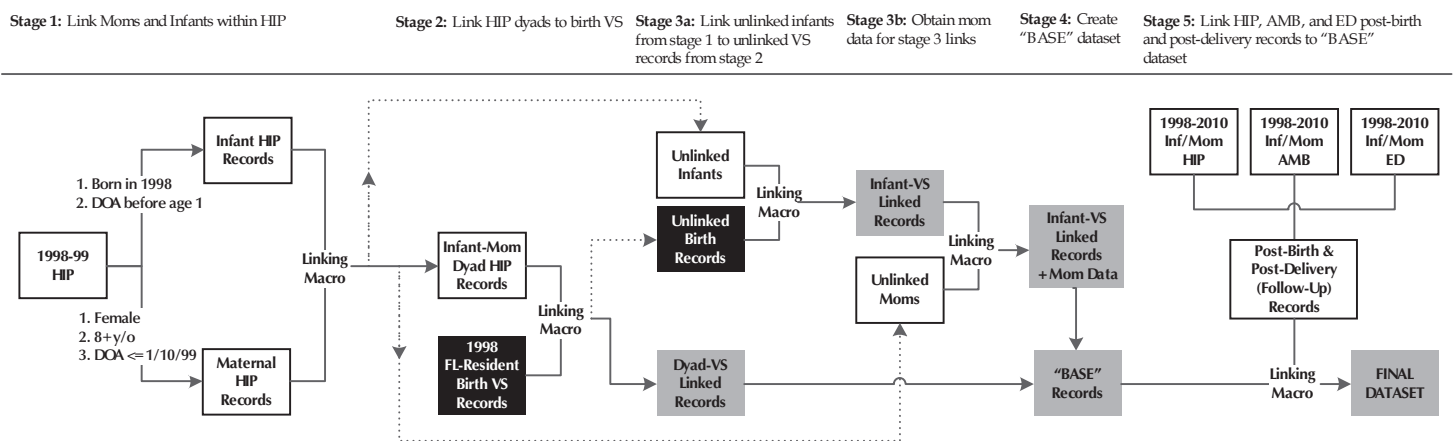 Stage 1: Link Moms and Infants within HIP
Stage 2: Link HIP dyads to birth VS
Stage 3a: Link unlinked infants
from stage 1 to unlinked VS
records from stage 2
Stage 3b: Obtain mom
data for stage 3 links
Stage 4: Create
“BASE” dataset
Stage 5: Link HIP, AMB, and ED post-birth
and post-delivery records to “BASE”
dataset
1998-99
HIP
1. Born in 1998
2. DOA before age 1
1. Female
2. 8+ y/o
3. DOA <= 1/10/99
Infant HIP
Records
Maternal
HIP
Records
Linking
Macro
Infant-Mom
Dyad HIP
Records
1998
FL-Resident
Birth VS
Records
Linking
Macro
Unlinked
Infants
Unlinked
Birth
Records
Dyad-VS
Linked
Records
Linking
Macro
Infant-VS
Linked
Records
Unlinked
Moms
Linking
Macro
Infant-VS
Linked
Records
+ Mom Data
“BASE”
Records
1998-2010
Inf/Mom
HIP
1998-2010
Inf/Mom
AMB
1998-2010
Inf/Mom
ED
Post-Birth &
Post-Delivery
(Follow-Up)
Records
Linking
Macro
FINAL
DATASET